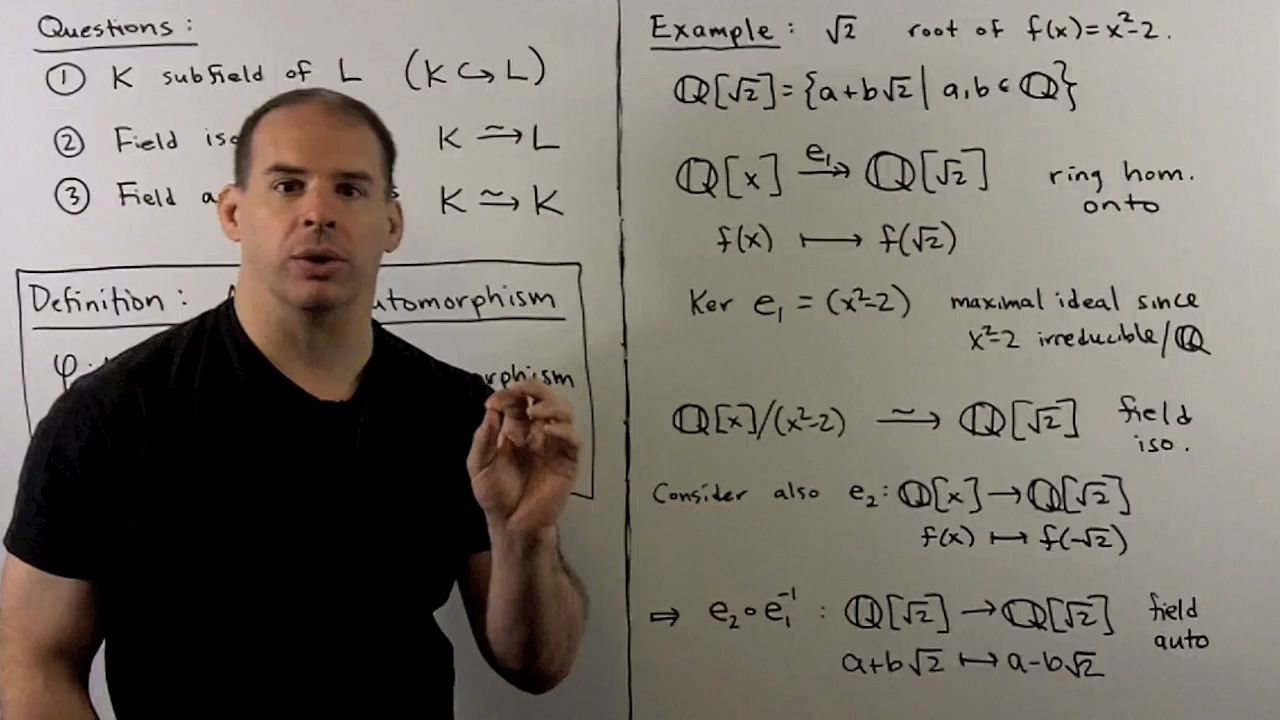 Questions:
① K subfield of L (K ↪ L)
② Field K ⥲ L
③ Field K ⥲ K
Definition: utomorphism
φ: rphism
Example: √2 root of f(x)=x²-2.
ℚ[√2]={a+b√2 | a,b ∈ ℚ}
ℚ[x] e₁→ ℚ[√2] ring hom.
onto
f(x) ⟼ f(√2)
Ker e₁ = (x²-2) maximal ideal since
x²-2 irreducible/ℚ
ℚ[x]/(x²-2) ⥲ ℚ[√2] field
iso.
Consider also e₂: ℚ[x] → ℚ[√2]
f(x) ⟼ f(-√2)
⇒ e₂∘e₁⁻¹ : ℚ[√2] → ℚ[√2] field
auto
a+b√2 ⟼ a-b√2